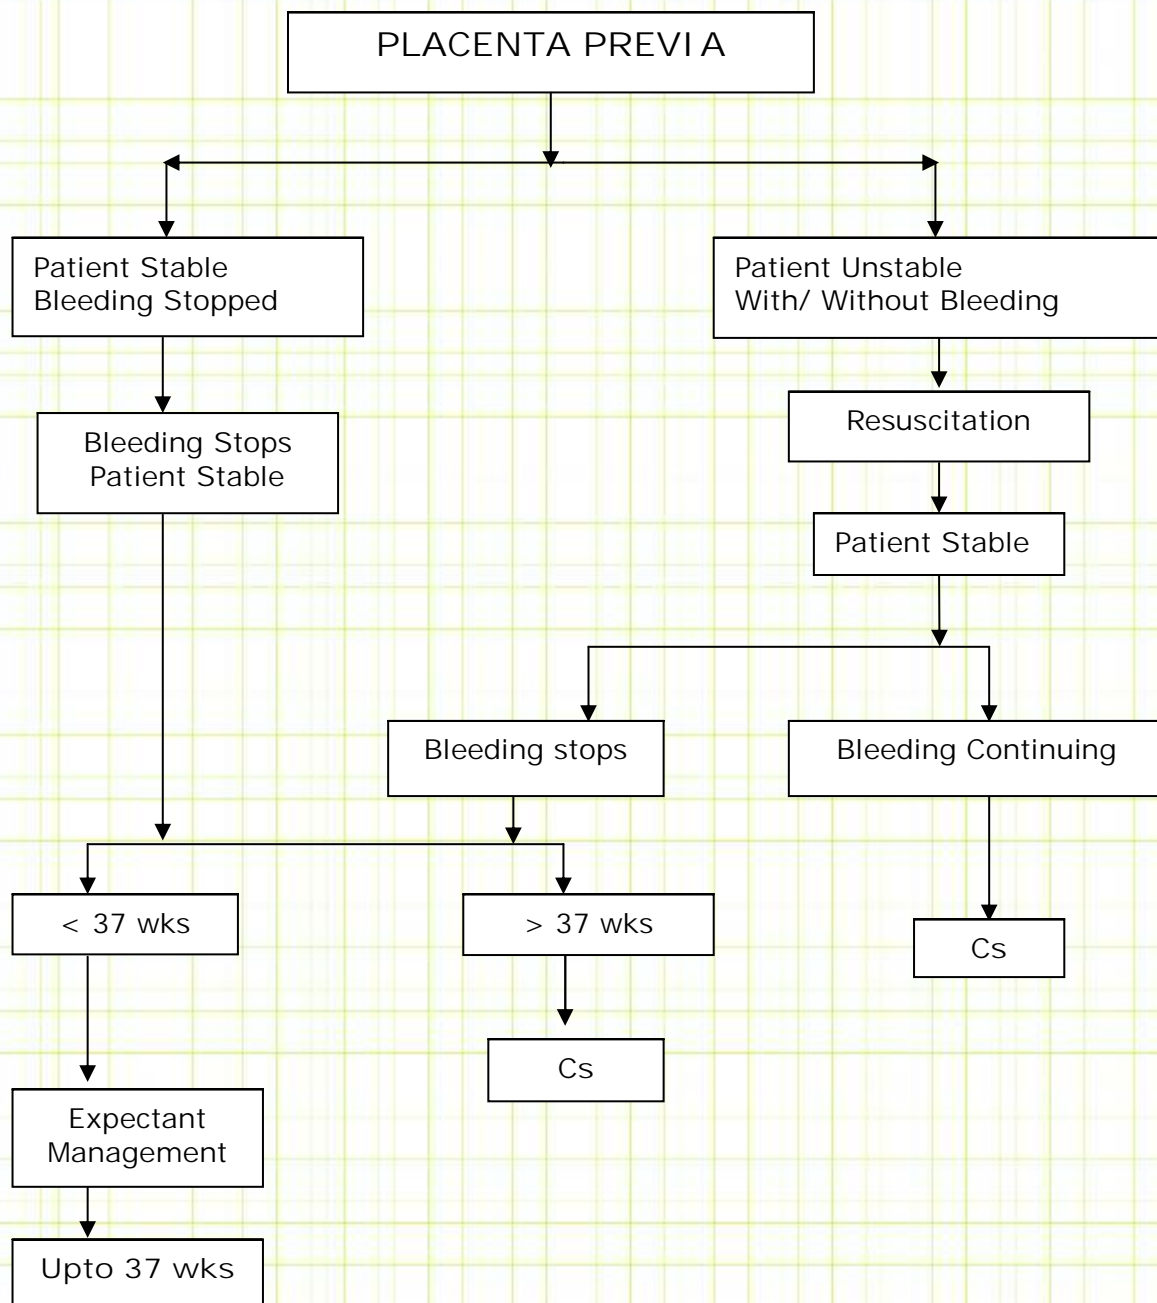 PLACENTA PREVIA
Patient Stable
Bleeding Stopped
Patient Unstable
With/ Without Bleeding
Bleeding Stops
Patient Stable
Resuscitation
Patient Stable
Bleeding stops
Bleeding Continuing
< 37 wks
> 37 wks
Cs
Cs
Expectant
Management
Upto 37 wks